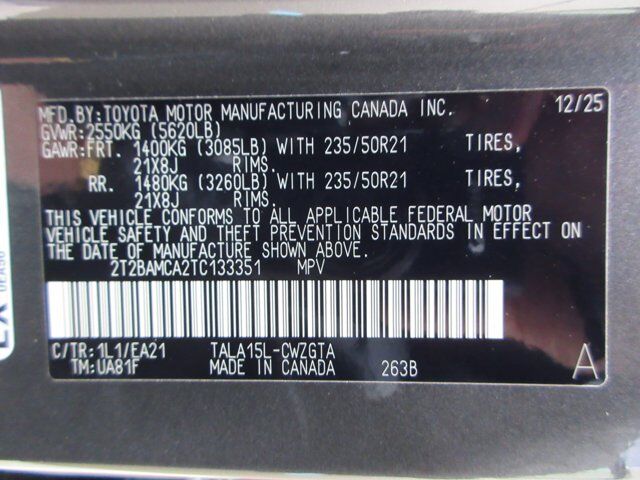 MFD.BY:TOYOTA MOTOR MANUFACTURING CANADA INC. 12/25
GVWR:2550KG (5620LB)
GAWR:FRT. 1400KG (3085LB) WITH 235/50R21 TIRES,
21X8J RIMS.
RR. 1480KG (3260LB) WITH 235/50R21 TIRES,
21X8J RIMS.
THIS VEHICLE CONFORMS TO ALL APPLICABLE FEDERAL MOTOR
VEHICLE SAFETY AND THEFT PREVENTION STANDARDS IN EFFECT ON
THE DATE OF MANUFACTURE SHOWN ABOVE.
2T2BAMCA2TC133351 MPV
C/TR:1L1/EA21 TALA15L-CWZGTA
TM:UA81F MADE IN CANADA 263B A